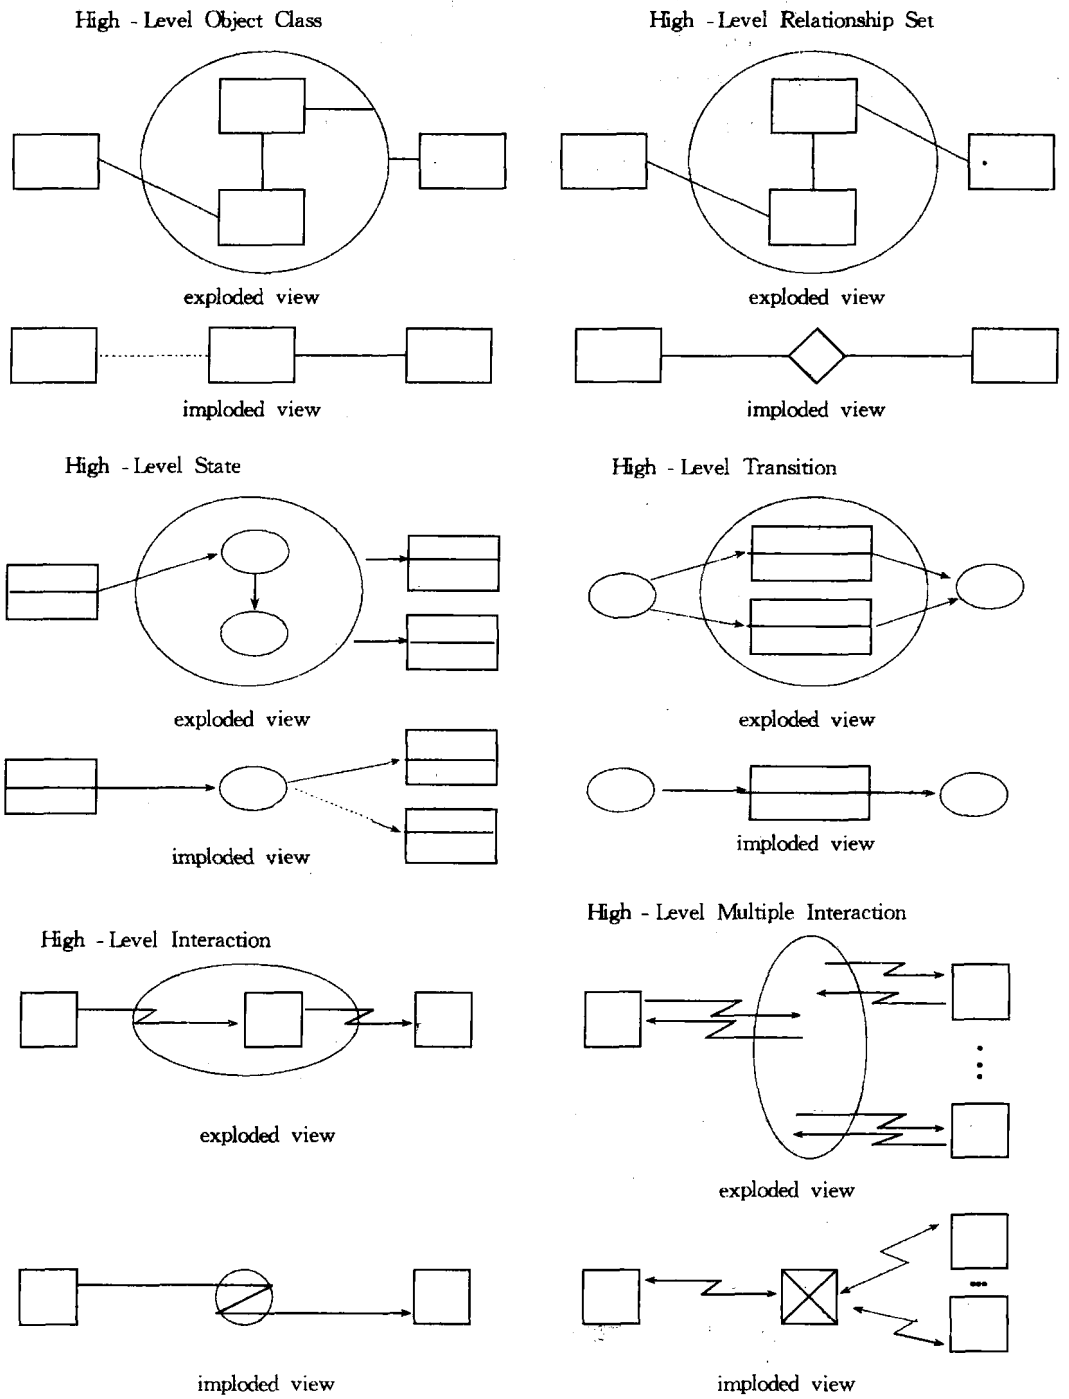 High - Level Object Class
High - Level Relationship Set
exploded view
exploded view
imploded view
imploded view
High - Level State
High - Level Transition
exploded view
exploded view
imploded view
imploded view
High - Level Interaction
High - Level Multiple Interaction
exploded view
exploded view
imploded view
imploded view